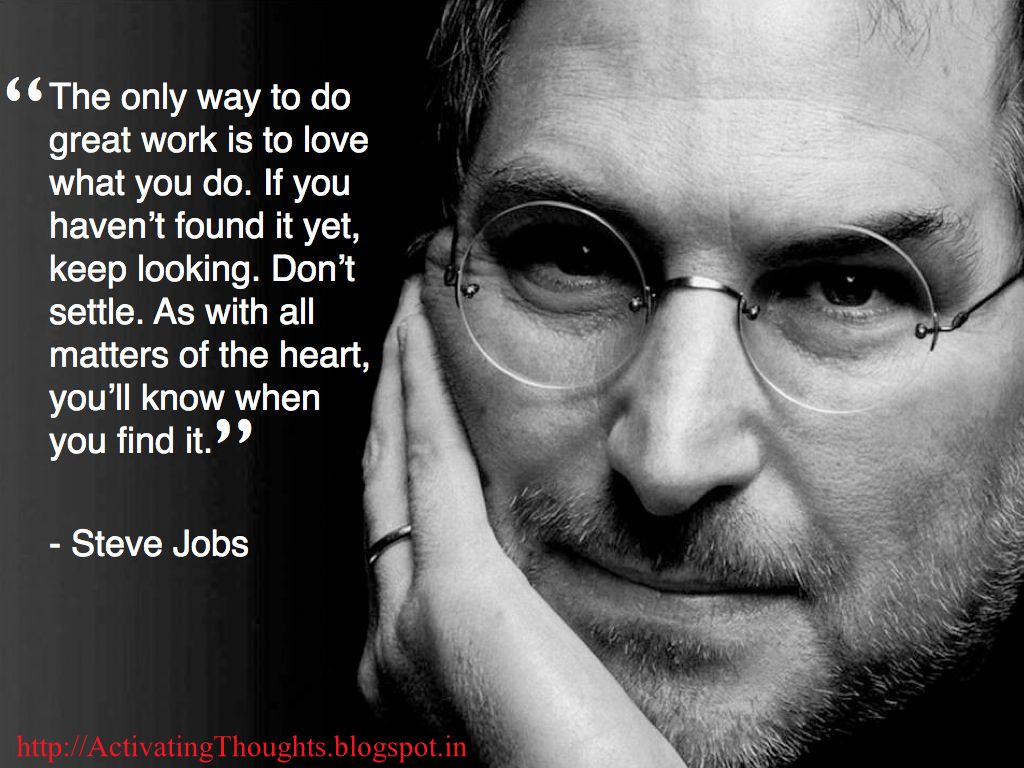 “The only way to do
great work is to love
what you do. If you
haven’t found it yet,
keep looking. Don’t
settle. As with all
matters of the heart,
you’ll know when
you find it.”
- Steve Jobs
http://ActivatingThoughts.blogspot.in